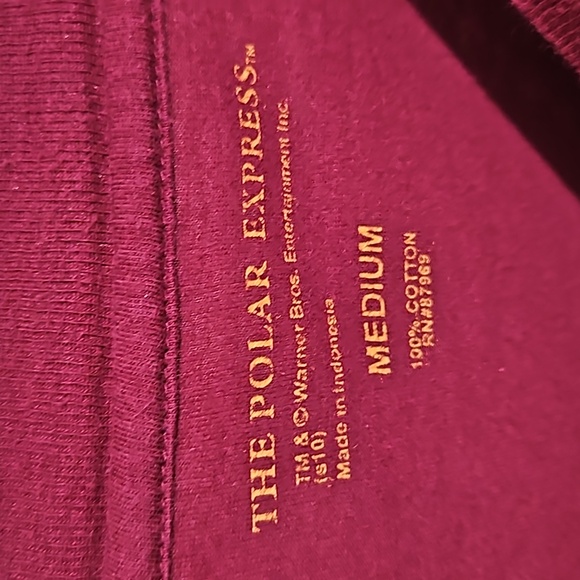 THE POLAR EXPRESS™
TM & © Warner Bros. Entertainment Inc.
(s10)
Made in Indonesia
MEDIUM
100% COTTON
RN#87969